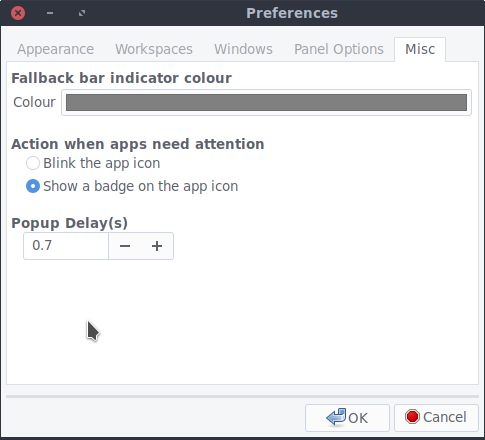 Preferences
Appearance Workspaces Windows Panel Options Misc
Fallback bar indicator colour
Colour
Action when apps need attention
Blink the app icon
Show a badge on the app icon
Popup Delay(s)
0.7 − +
OK Cancel